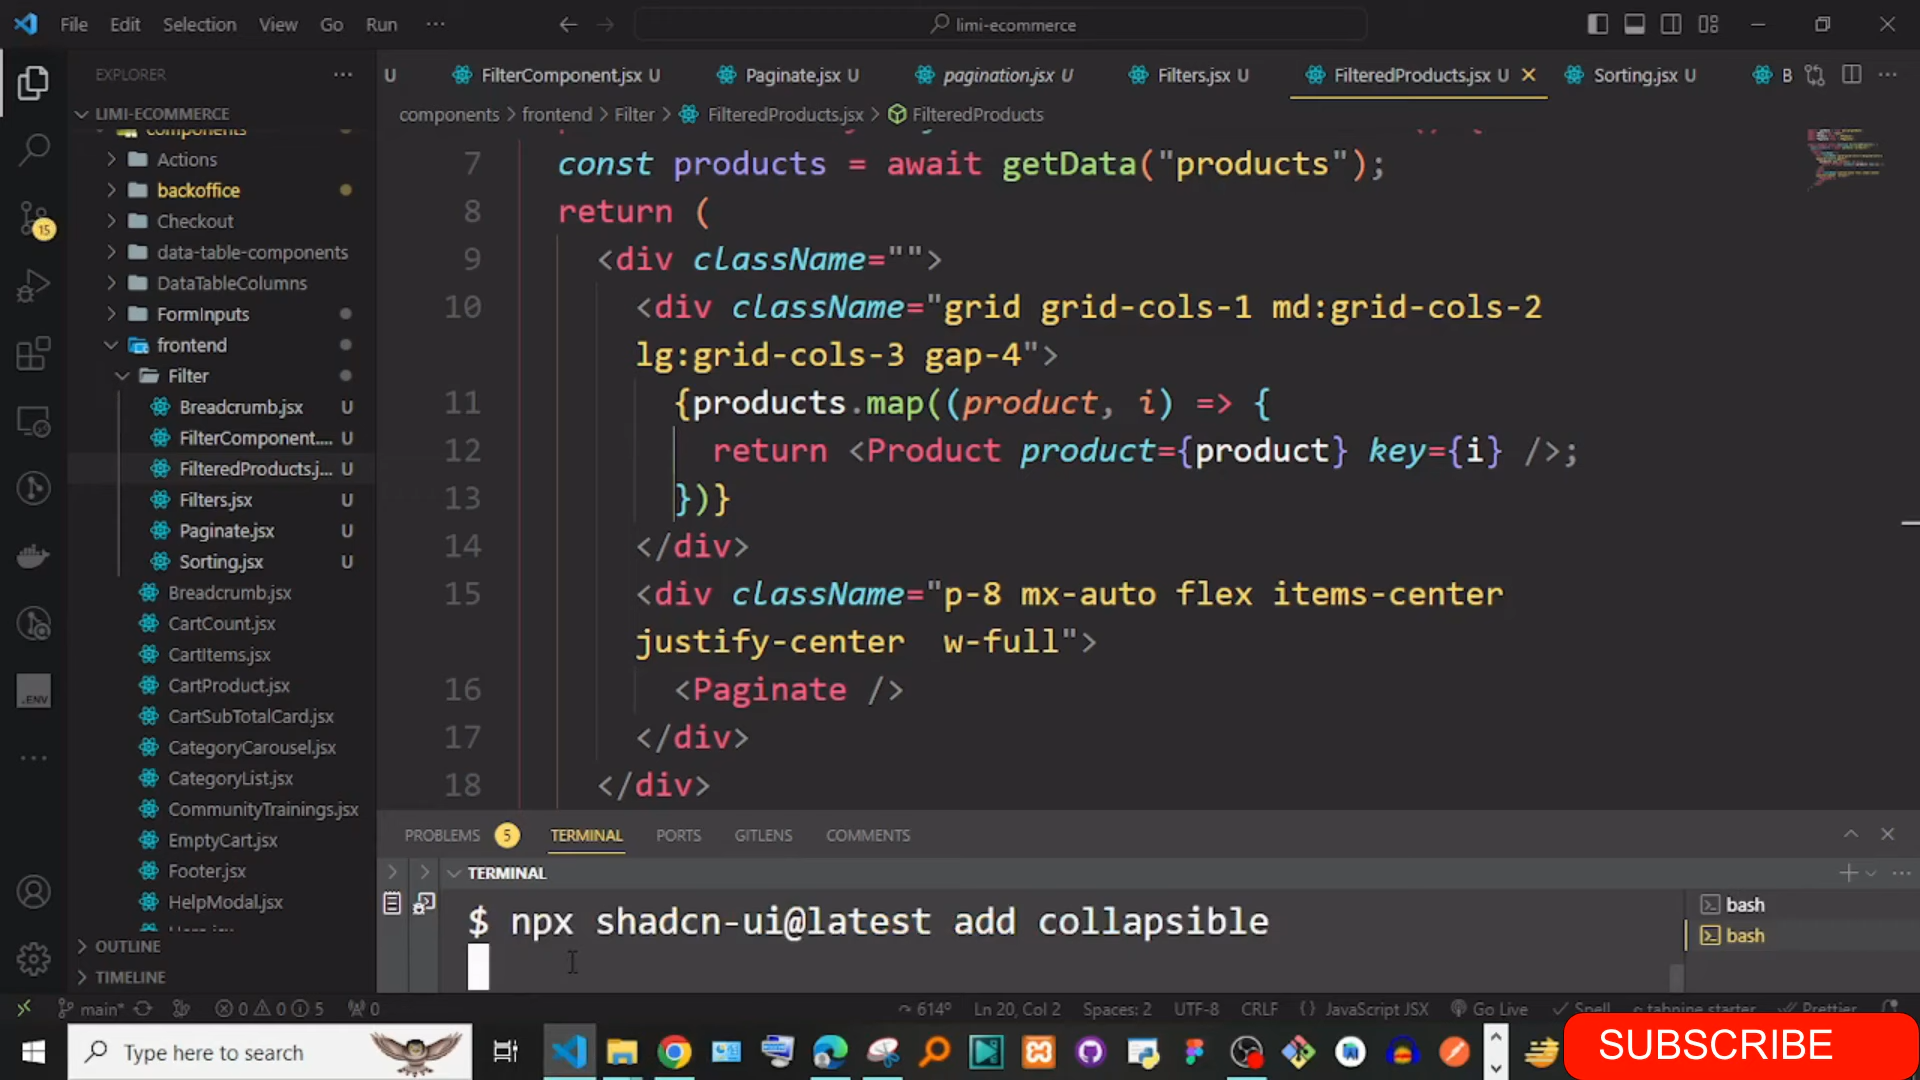 File Edit Selection View Go Run ···
limi-ecommerce
EXPLORER
U FilterComponent.jsx U Paginate.jsx U pagination.jsx U Filters.jsx U FilteredProducts.jsx U Sorting.jsx U B
LIMI-ECOMMERCE
components > frontend > Filter > FilteredProducts.jsx > FilteredProducts
components
Actions
backoffice
Checkout
data-table-components
DataTableColumns
FormInputs
frontend
Filter
Breadcrumb.jsx U
FilterComponent.... U
FilteredProducts.j... U
Filters.jsx U
Paginate.jsx U
Sorting.jsx U
Breadcrumb.jsx
CartCount.jsx
CartItems.jsx
CartProduct.jsx
CartSubTotalCard.jsx
CategoryCarousel.jsx
CategoryList.jsx
CommunityTrainings.jsx
EmptyCart.jsx
Footer.jsx
HelpModal.jsx
OUTLINE
TIMELINE
15
.ENV
7 const products = await getData("products");
8 return (
9 <div className="">
10 <div className="grid grid-cols-1 md:grid-cols-2
lg:grid-cols-3 gap-4">
11 {products.map((product, i) => {
12 return <Product product={product} key={i} />;
13 })}
14 </div>
15 <div className="p-8 mx-auto flex items-center
justify-center w-full">
16 <Paginate />
17 </div>
18 </div>
PROBLEMS 5 TERMINAL PORTS GITLENS COMMENTS
TERMINAL
$ npx shadcn-ui@latest add collapsible
bash
bash
main* 0 0 5 0 614° Ln 20, Col 2 Spaces: 2 UTF-8 CRLF { } JavaScript JSX Go Live Spell tabnine starter Prettier
Type here to search
SUBSCRIBE